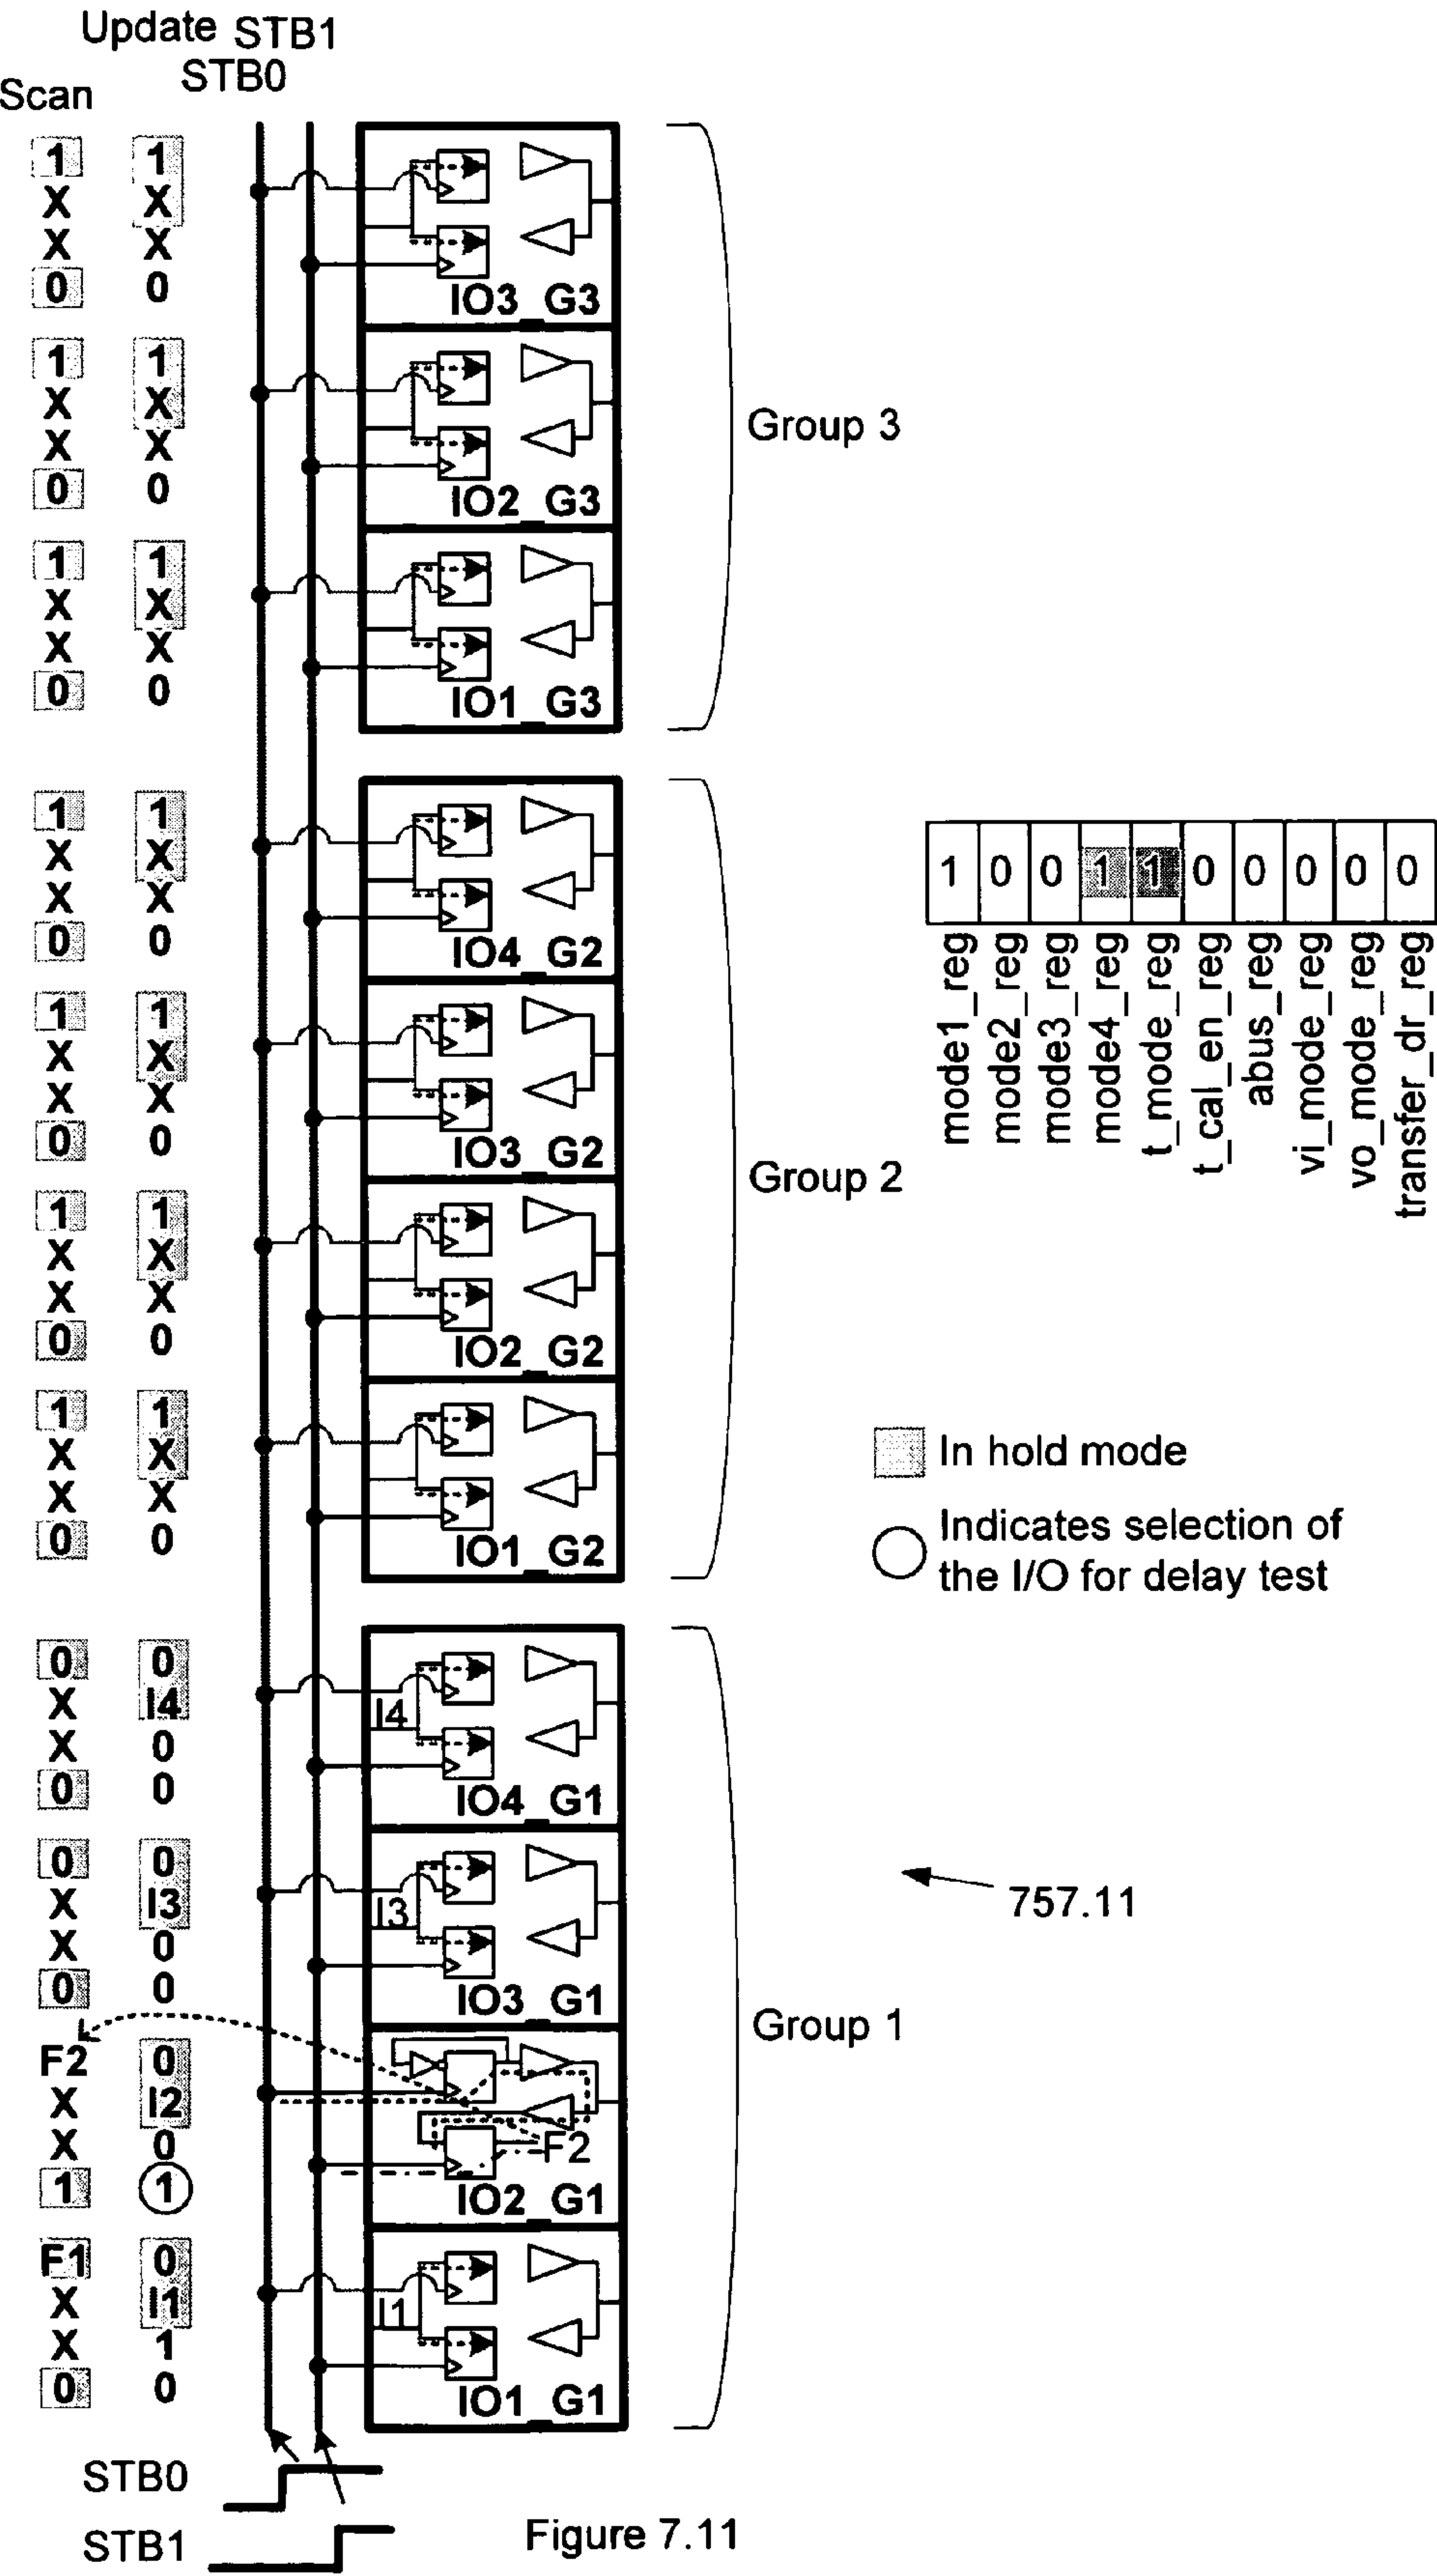 Update STB1
STB0
Scan
1 1
X X
X X
0 0
IO3_G3
1 1
X X
X X
0 0
IO2_G3
1 1
X X
X X
0 0
IO1_G3
Group 3
1 1
X X
X X
0 0
IO4_G2
1 1
X X
X X
0 0
IO3_G2
1 1
X X
X X
0 0
IO2_G2
1 1
X X
X X
0 0
IO1_G2
Group 2
1 0 0 1 1 0 0 0 0 0
mode1_reg
mode2_reg
mode3_reg
mode4_reg
t_mode_reg
t_cal_en_reg
abus_reg
vi_mode_reg
vo_mode_reg
transfer_dr_reg
In hold mode
Indicates selection of
the I/O for delay test
0 0
X I4
X 0
0 0
I4
IO4_G1
0 0
X I3
X 0
0 0
I3
IO3_G1
F2 0
X I2
X 0
1 1
F2
IO2_G1
F1 0
X I1
X 1
0 0
I1
IO1_G1
Group 1
757.11
STB0
STB1
Figure 7.11